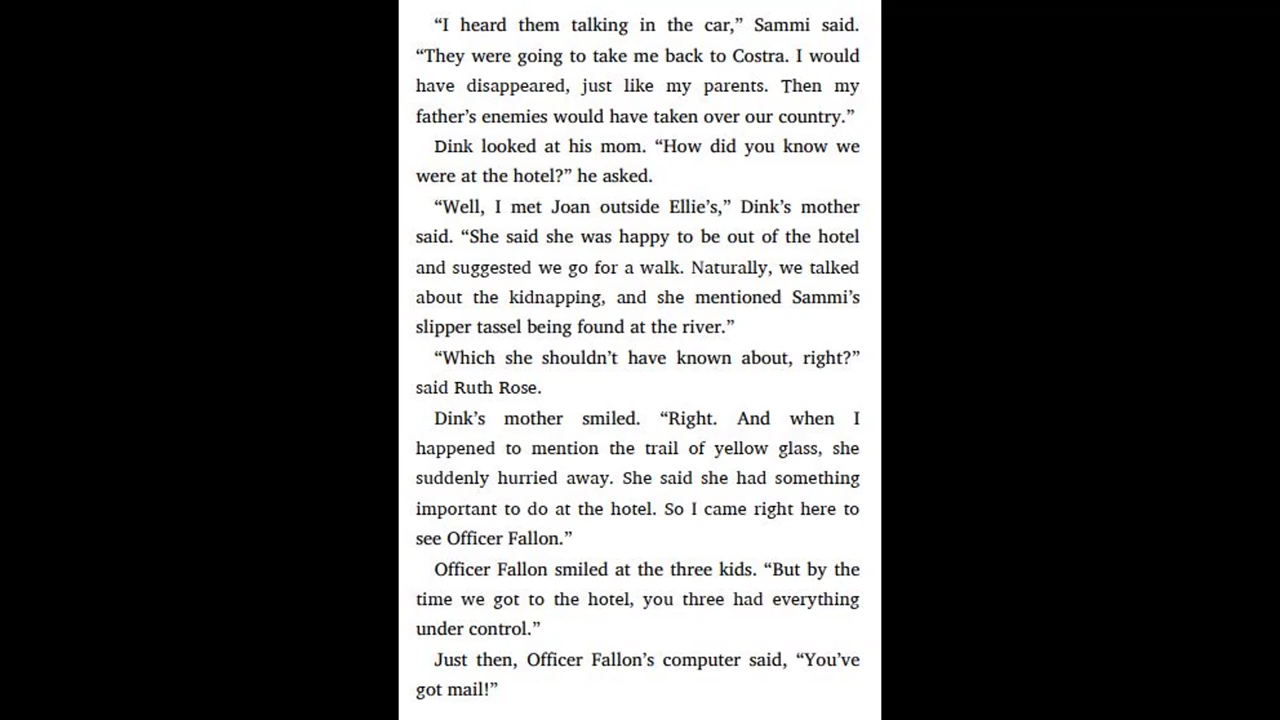 “I heard them talking in the car,” Sammi said.
“They were going to take me back to Costra. I would
have disappeared, just like my parents. Then my
father’s enemies would have taken over our country.”
Dink looked at his mom. “How did you know we
were at the hotel?” he asked.
“Well, I met Joan outside Ellie’s,” Dink’s mother
said. “She said she was happy to be out of the hotel
and suggested we go for a walk. Naturally, we talked
about the kidnapping, and she mentioned Sammi’s
slipper tassel being found at the river.”
“Which she shouldn’t have known about, right?”
said Ruth Rose.
Dink’s mother smiled. “Right. And when I
happened to mention the trail of yellow glass, she
suddenly hurried away. She said she had something
important to do at the hotel. So I came right here to
see Officer Fallon.”
Officer Fallon smiled at the three kids. “But by the
time we got to the hotel, you three had everything
under control.”
Just then, Officer Fallon’s computer said, “You’ve
got mail!”